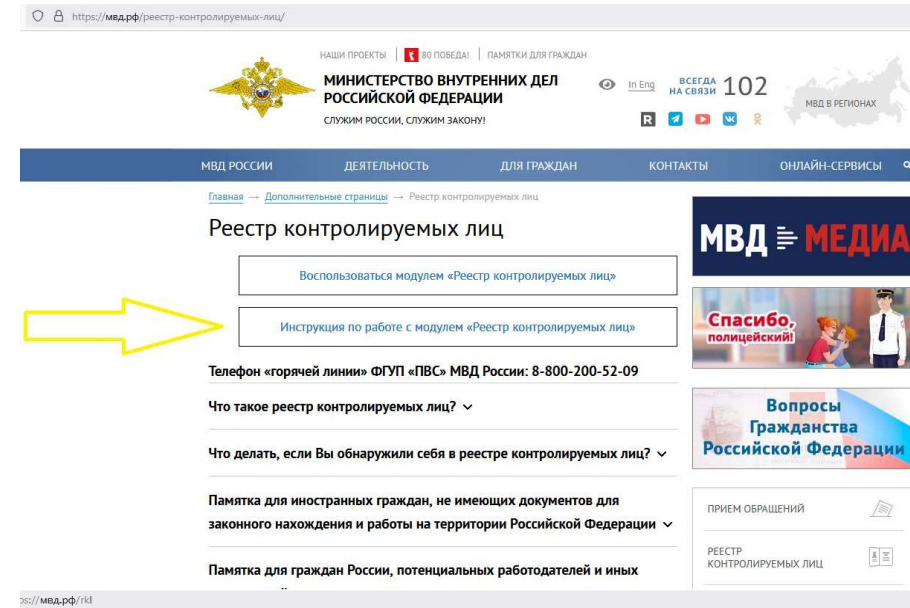 https://мвд.рф/реестр-контролируемых-лиц/
НАШИ ПРОЕКТЫ
80 ПОБЕДА!
ПАМЯТКИ ДЛЯ ГРАЖДАН
МИНИСТЕРСТВО ВНУТРЕННИХ ДЕЛ
РОССИЙСКОЙ ФЕДЕРАЦИИ
СЛУЖИМ РОССИИ, СЛУЖИМ ЗАКОНУ!
In Eng
ВСЕГДА
НА СВЯЗИ
102
МВД В РЕГИОНАХ
МВД РОССИИ
ДЕЯТЕЛЬНОСТЬ
ДЛЯ ГРАЖДАН
КОНТАКТЫ
ОНЛАЙН-СЕРВИСЫ
Главная → Дополнительные страницы → Реестр контролируемых лиц
Реестр контролируемых лиц
Воспользоваться модулем «Реестр контролируемых лиц»
Инструкция по работе с модулем «Реестр контролируемых лиц»
Телефон «горячей линии» ФГУП «ПВС» МВД России: 8-800-200-52-09
Что такое реестр контролируемых лиц?
Что делать, если Вы обнаружили себя в реестре контролируемых лиц?
Памятка для иностранных граждан, не имеющих документов для
законного нахождения и работы на территории Российской Федерации
Памятка для граждан России, потенциальных работодателей и иных
МВД МЕДИА
Спасибо,
полицейский!
Вопросы
Гражданства
Российской Федерации
ПРИЕМ ОБРАЩЕНИЙ
РЕЕСТР
КОНТРОЛИРУЕМЫХ ЛИЦ
ps://мвд.рф/rkl